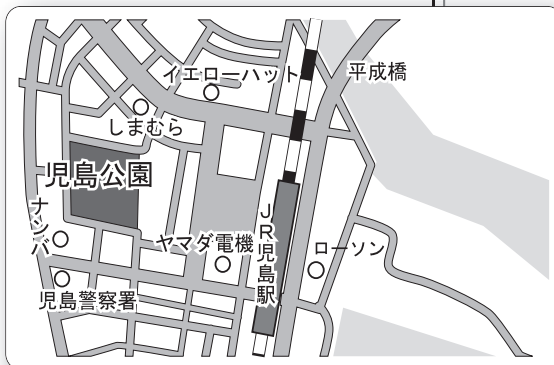 イエローハット
平成橋
しまむら
児島公園
ナンバ
ヤマダ電機
JR児島駅
ローソン
児島警察署